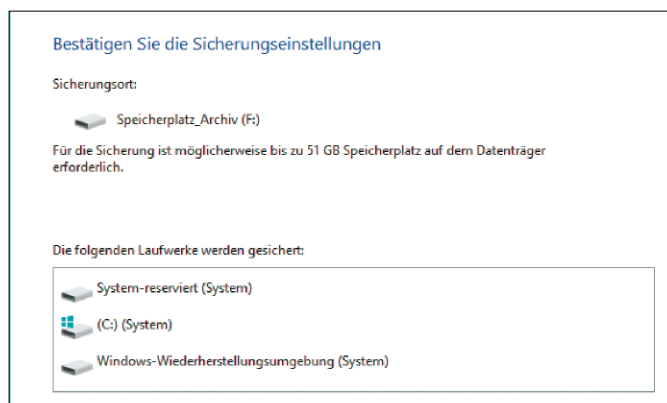 Bestätigen Sie die Sicherungseinstellungen
Sicherungsort:
Speicherplatz_Archiv (F:)
Für die Sicherung ist möglicherweise bis zu 51 GB Speicherplatz auf dem Datenträger
erforderlich.
Die folgenden Laufwerke werden gesichert:
System-reserviert (System)
(C:) (System)
Windows-Wiederherstellungsumgebung (System)